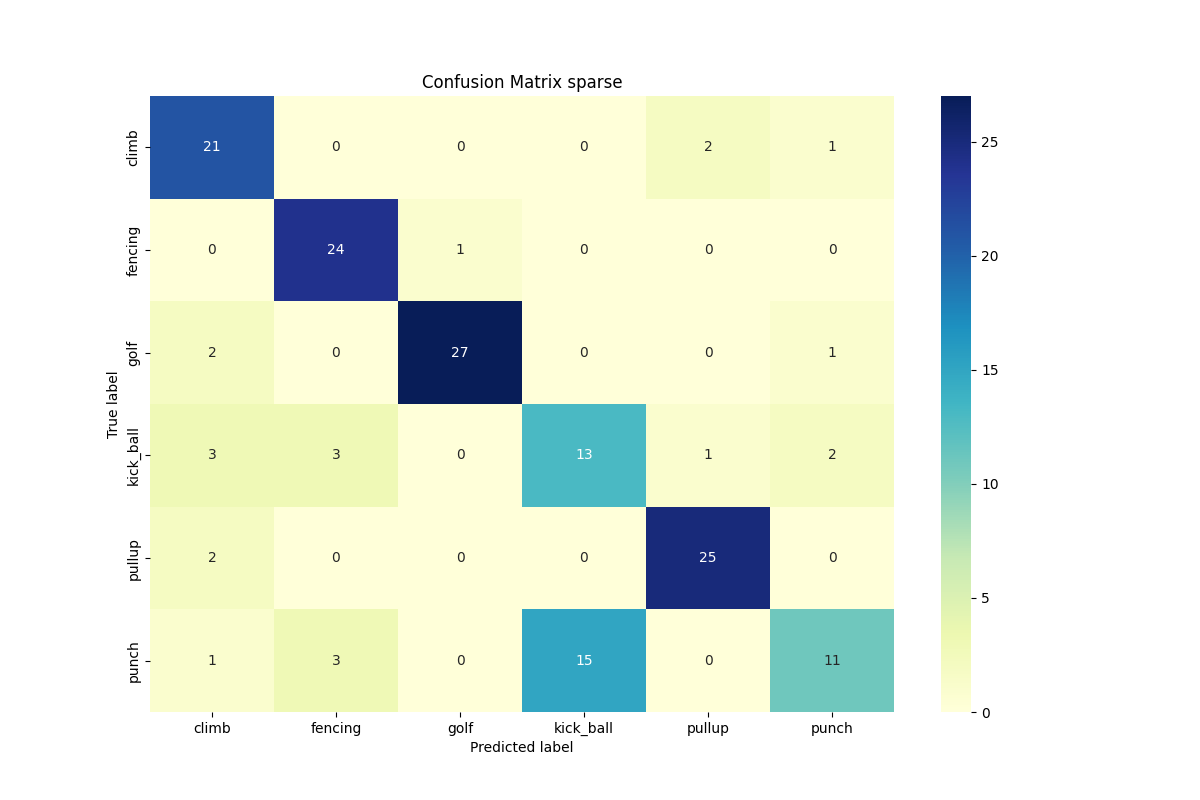 Confusion Matrix sparse
climb 21 0 0 0 2 1
fencing 0 24 1 0 0 0
golf 2 0 27 0 0 1
kick_ball 3 3 0 13 1 2
pullup 2 0 0 0 25 0
punch 1 3 0 15 0 11
climb fencing golf kick_ball pullup punch
True label
Predicted label
25
20
15
10
5
0